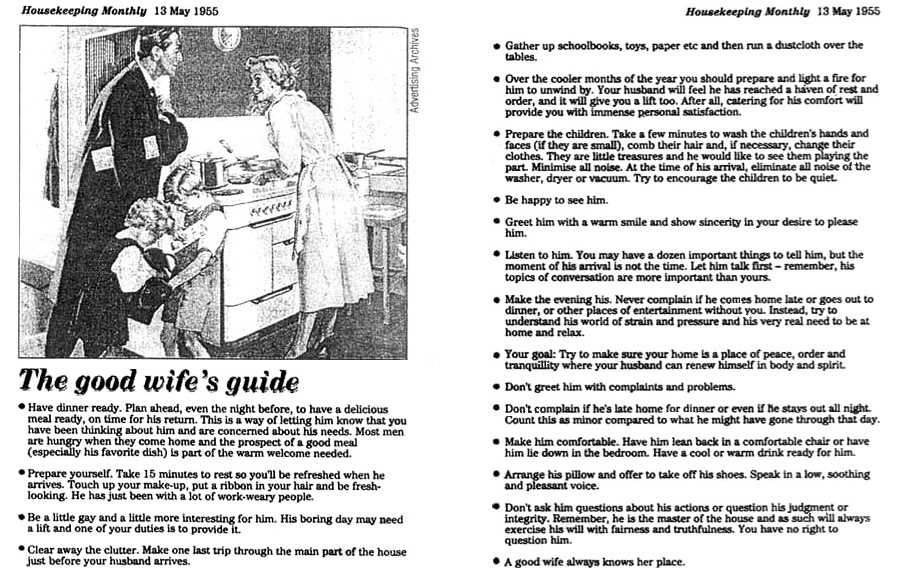 Housekeeping Monthly 13 May 1955
Advertising Archives
The good wife's guide
• Have dinner ready. Plan ahead, even the night before, to have a delicious
meal ready, on time for his return. This is a way of letting him know that you
have been thinking about him and are concerned about his needs. Most men
are hungry when they come home and the prospect of a good meal
(especially his favorite dish) is part of the warm welcome needed.
• Prepare yourself. Take 15 minutes to rest so you'll be refreshed when he
arrives. Touch up your make-up, put a ribbon in your hair and be fresh-
looking. He has just been with a lot of work-weary people.
• Be a little gay and a little more interesting for him. His boring day may need
a lift and one of your duties is to provide it.
• Clear away the clutter. Make one last trip through the main part of the house
just before your husband arrives.
Housekeeping Monthly 13 May 1955
• Gather up schoolbooks, toys, paper etc and then run a dustcloth over the
tables.
• Over the cooler months of the year you should prepare and light a fire for
him to unwind by. Your husband will feel he has reached a haven of rest and
order, and it will give you a lift too. After all, catering for his comfort will
provide you with immense personal satisfaction.
• Prepare the children. Take a few minutes to wash the children's hands and
faces (if they are small), comb their hair and, if necessary, change their
clothes. They are little treasures and he would like to see them playing the
part. Minimise all noise. At the time of his arrival, eliminate all noise of the
washer, dryer or vacuum. Try to encourage the children to be quiet.
• Be happy to see him.
• Greet him with a warm smile and show sincerity in your desire to please
him.
• Listen to him. You may have a dozen important things to tell him, but the
moment of his arrival is not the time. Let him talk first – remember, his
topics of conversation are more important than yours.
• Make the evening his. Never complain if he comes home late or goes out to
dinner, or other places of entertainment without you. Instead, try to
understand his world of strain and pressure and his very real need to be at
home and relax.
• Your goal: Try to make sure your home is a place of peace, order and
tranquillity where your husband can renew himself in body and spirit.
• Don't greet him with complaints and problems.
• Don't complain if he's late home for dinner or even if he stays out all night.
Count this as minor compared to what he might have gone through that day.
• Make him comfortable. Have him lean back in a comfortable chair or have
him lie down in the bedroom. Have a cool or warm drink ready for him.
• Arrange his pillow and offer to take off his shoes. Speak in a low, soothing
and pleasant voice.
• Don't ask him questions about his actions or question his judgment or
integrity. Remember, he is the master of the house and as such will always
exercise his will with fairness and truthfulness. You have no right to
question him.
• A good wife always knows her place.